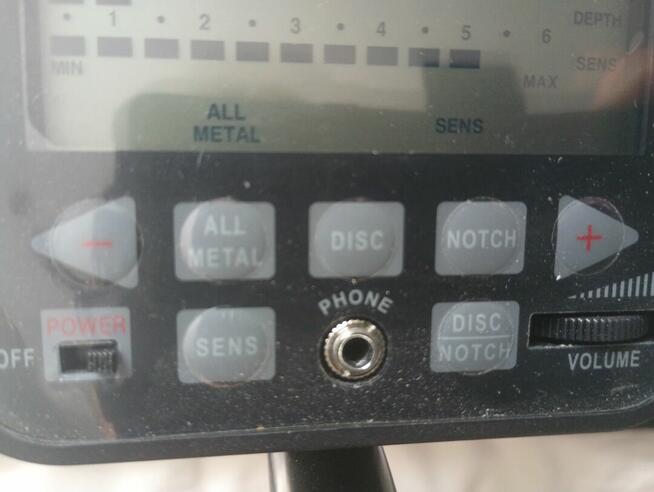 DEPTH
• 1 • 2 • 3 • 4 • 5 • 6
SENS
MIN
MAX
ALL
METAL
SENS
−
ALL
METAL
DISC
NOTCH
+
PHONE
POWER
OFF
SENS
DISC
NOTCH
VOLUME